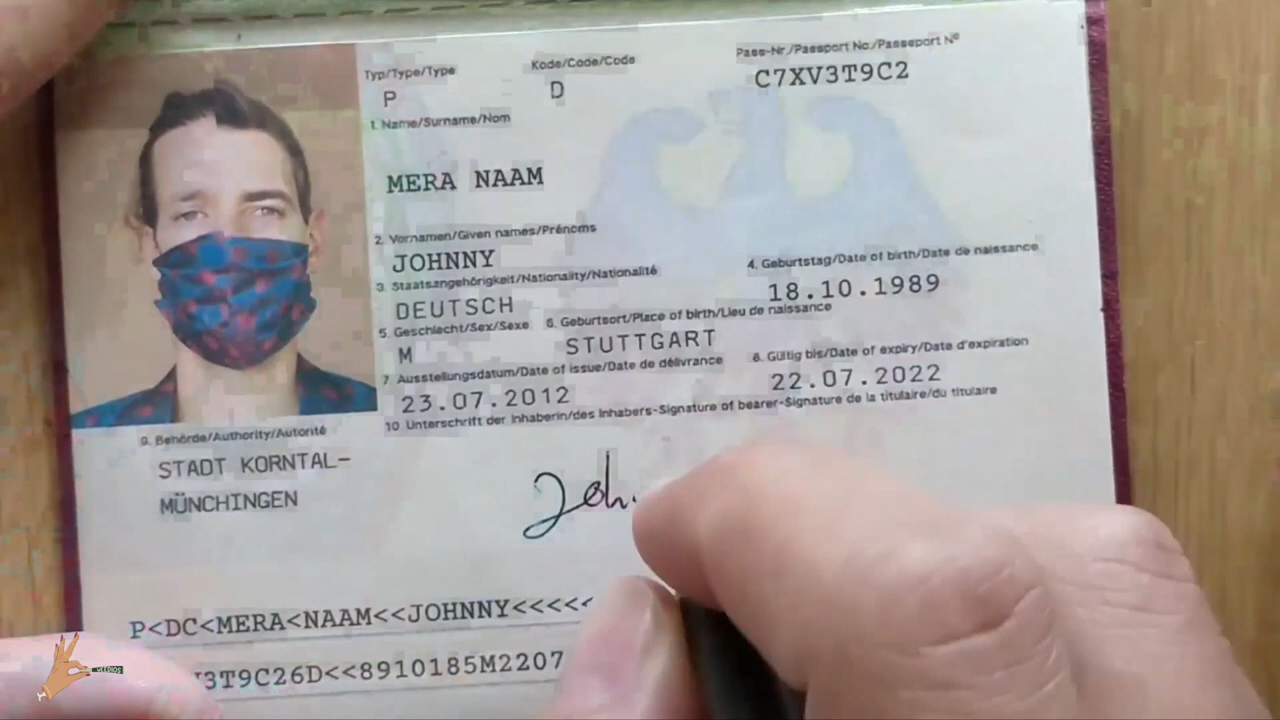 Typ/Type/Type Kode/Code/Code Pass-Nr./Passport No./Passeport N°
P D C7XV3T9C2
1. Name/Surname/Nom
MERA NAAM
2. Vornamen/Given names/Prénoms
JOHNNY
3. Staatsangehörigkeit/Nationality/Nationalité 4. Geburtstag/Date of birth/Date de naissance
DEUTSCH 18.10.1989
5. Geschlecht/Sex/Sexe 6. Geburtsort/Place of birth/Lieu de naissance
M STUTTGART
7 Ausstellungsdatum/Date of issue/Date de délivrance 8. Gültig bis/Date of expiry/Date d'expiration
23.07.2012 22.07.2022
10. Unterschrift der Inhaberin/des Inhabers-Signature of bearer-Signature de la titulaire/du titulaire
9. Behörde/Authority/Autorité
STADT KORNTAL-
MÜNCHINGEN
Joh
P<DC<MERA<NAAM<<JOHNNY<<<<<
3T9C26D<<8910185M2207